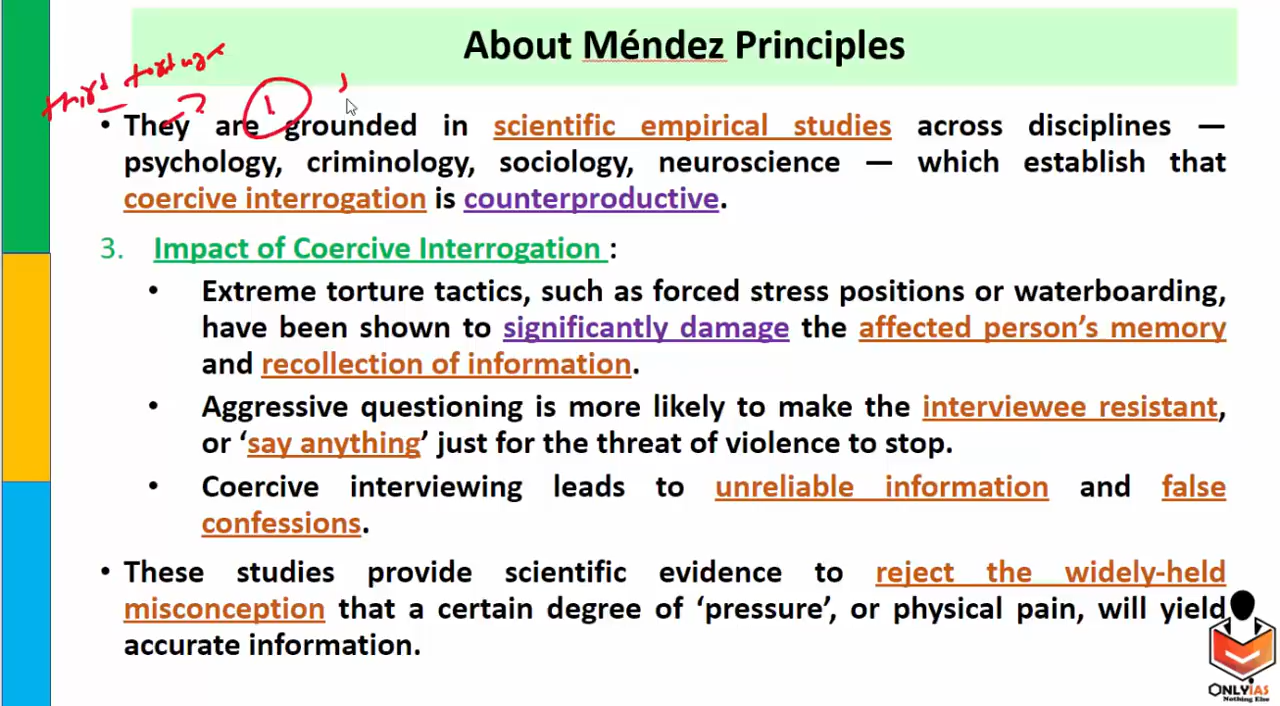 About Méndez Principles
third torture
?
1
• They are grounded in scientific empirical studies across disciplines —
psychology, criminology, sociology, neuroscience — which establish that
coercive interrogation is counterproductive.
3. Impact of Coercive Interrogation :
• Extreme torture tactics, such as forced stress positions or waterboarding,
have been shown to significantly damage the affected person’s memory
and recollection of information.
• Aggressive questioning is more likely to make the interviewee resistant,
or ‘say anything’ just for the threat of violence to stop.
• Coercive interviewing leads to unreliable information and false
confessions.
• These studies provide scientific evidence to reject the widely-held
misconception that a certain degree of ‘pressure’, or physical pain, will yield
accurate information.
ONLYIAS
Nothing Else